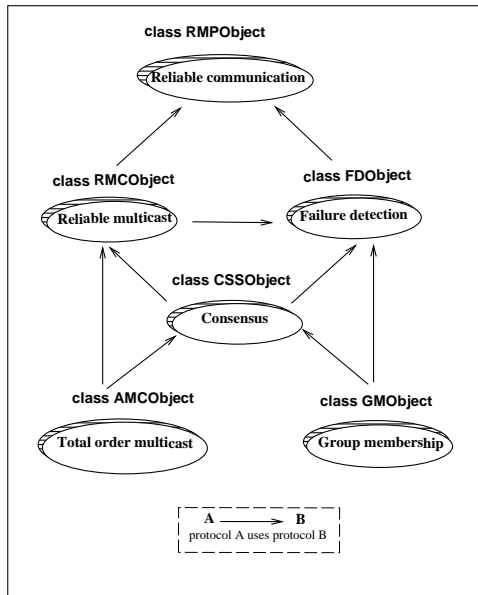 class RMPObject
Reliable communication
class RMCObject
class FDObject
Reliable multicast
Failure detection
class CSSObject
Consensus
class AMCObject
class GMObject
Total order multicast
Group membership
A B
protocol A uses protocol B